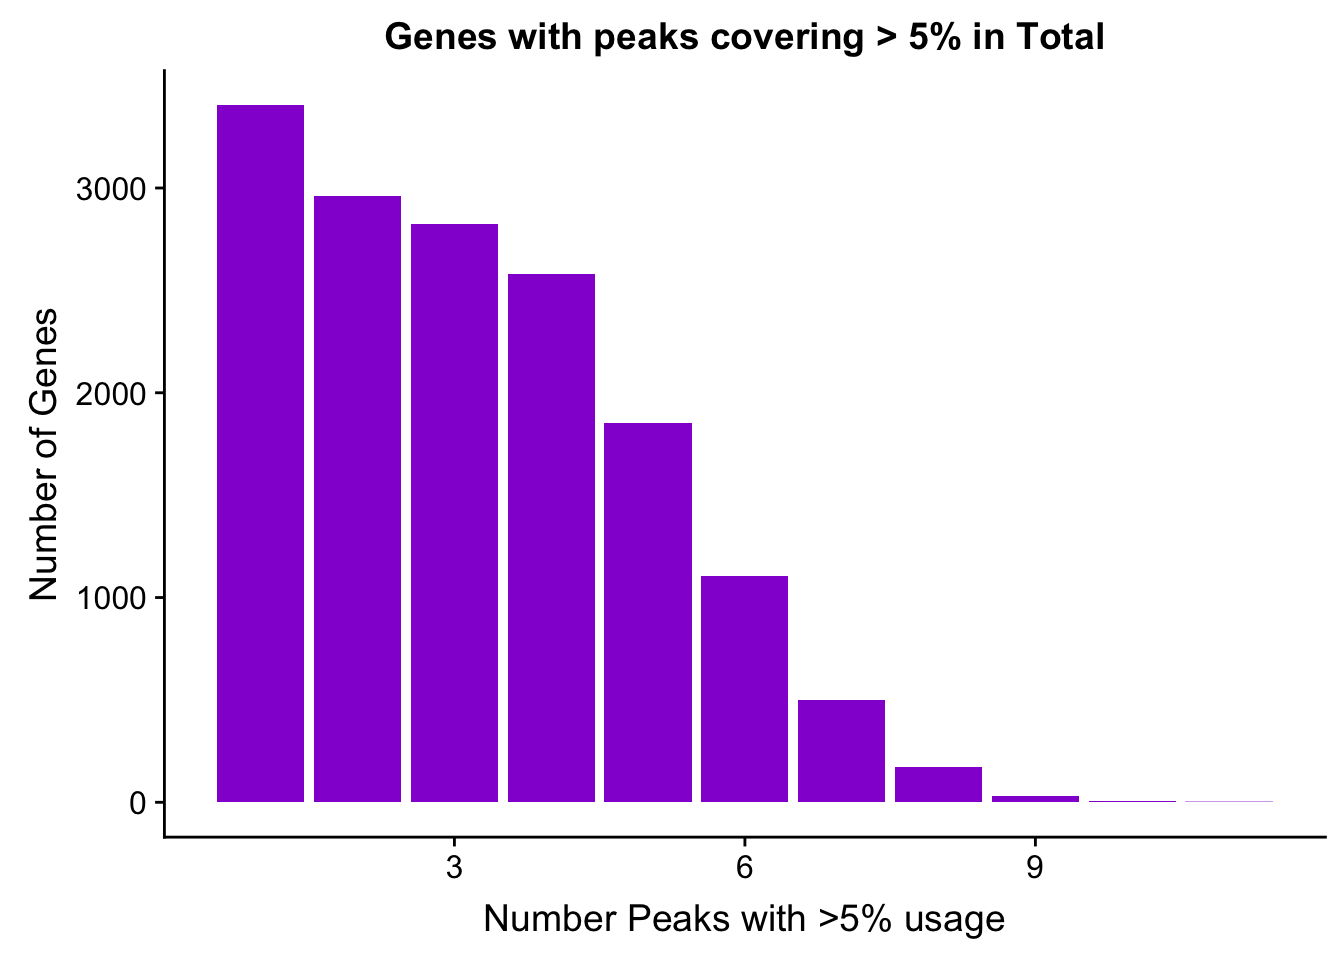 Genes with peaks covering > 5% in Total
Number of Genes
3000
2000
1000
0
3 6 9
Number Peaks with >5% usage